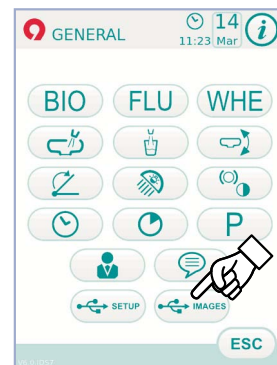 GENERAL
14
11:23 Mar
BIO FLU WHE
P
SETUP IMAGES
ESC